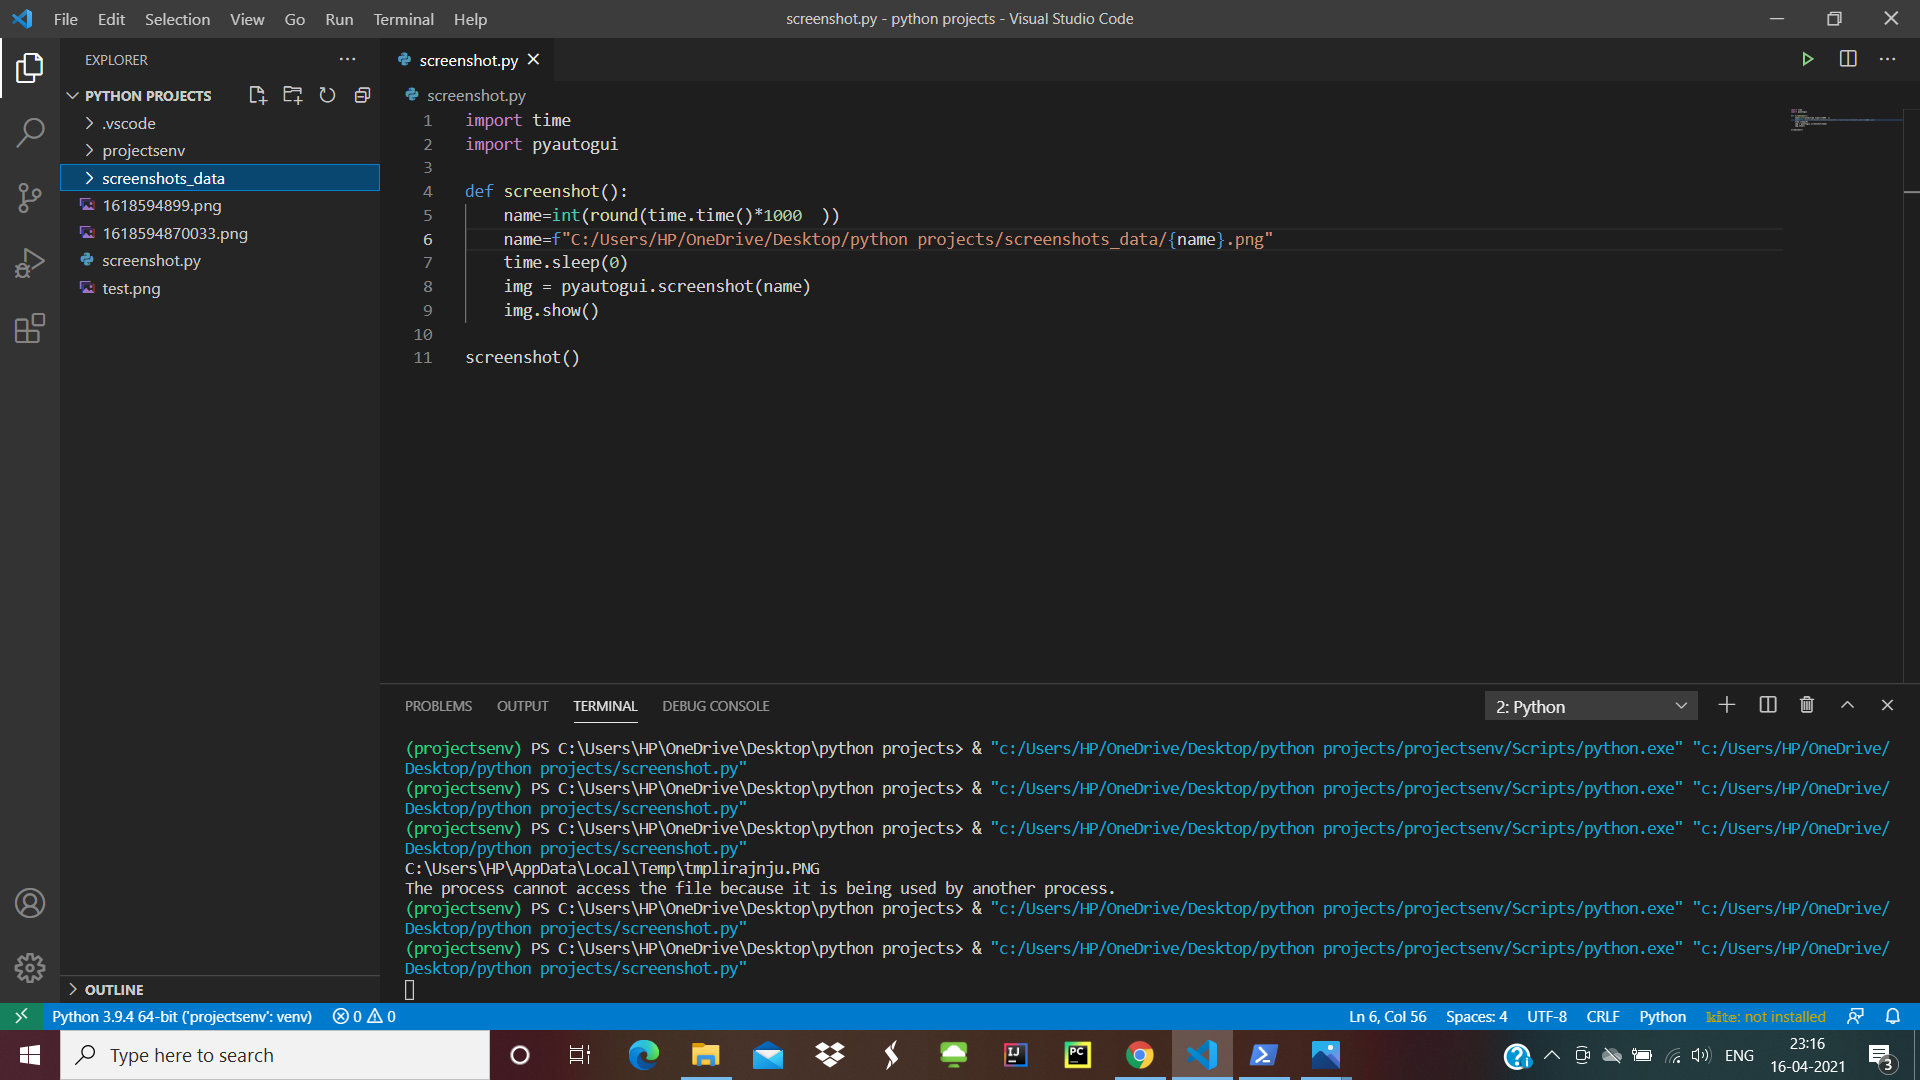 File Edit Selection View Go Run Terminal Help
screenshot.py - python projects - Visual Studio Code
EXPLORER
PYTHON PROJECTS
.vscode
projectsenv
screenshots_data
1618594899.png
1618594870033.png
screenshot.py
test.png
OUTLINE
screenshot.py
screenshot.py
1 import time
2 import pyautogui
3
4 def screenshot():
5 name=int(round(time.time()*1000  ))
6 name=f"C:/Users/HP/OneDrive/Desktop/python projects/screenshots_data/{name}.png"
7 time.sleep(0)
8 img = pyautogui.screenshot(name)
9 img.show()
10
11 screenshot()
PROBLEMS OUTPUT TERMINAL DEBUG CONSOLE
2: Python
(projectsenv) PS C:\Users\HP\OneDrive\Desktop\python projects> & "c:/Users/HP/OneDrive/Desktop/python projects/projectsenv/Scripts/python.exe" "c:/Users/HP/OneDrive/
Desktop/python projects/screenshot.py"
(projectsenv) PS C:\Users\HP\OneDrive\Desktop\python projects> & "c:/Users/HP/OneDrive/Desktop/python projects/projectsenv/Scripts/python.exe" "c:/Users/HP/OneDrive/
Desktop/python projects/screenshot.py"
(projectsenv) PS C:\Users\HP\OneDrive\Desktop\python projects> & "c:/Users/HP/OneDrive/Desktop/python projects/projectsenv/Scripts/python.exe" "c:/Users/HP/OneDrive/
Desktop/python projects/screenshot.py"
C:\Users\HP\AppData\Local\Temp\tmplirajnju.PNG
The process cannot access the file because it is being used by another process.
(projectsenv) PS C:\Users\HP\OneDrive\Desktop\python projects> & "c:/Users/HP/OneDrive/Desktop/python projects/projectsenv/Scripts/python.exe" "c:/Users/HP/OneDrive/
Desktop/python projects/screenshot.py"
(projectsenv) PS C:\Users\HP\OneDrive\Desktop\python projects> & "c:/Users/HP/OneDrive/Desktop/python projects/projectsenv/Scripts/python.exe" "c:/Users/HP/OneDrive/
Desktop/python projects/screenshot.py"
Python 3.9.4 64-bit ('projectsenv': venv) 0 0 Ln 6, Col 56 Spaces: 4 UTF-8 CRLF Python kite: not installed
Type here to search
IJ
PC
ENG
23:16
16-04-2021
3